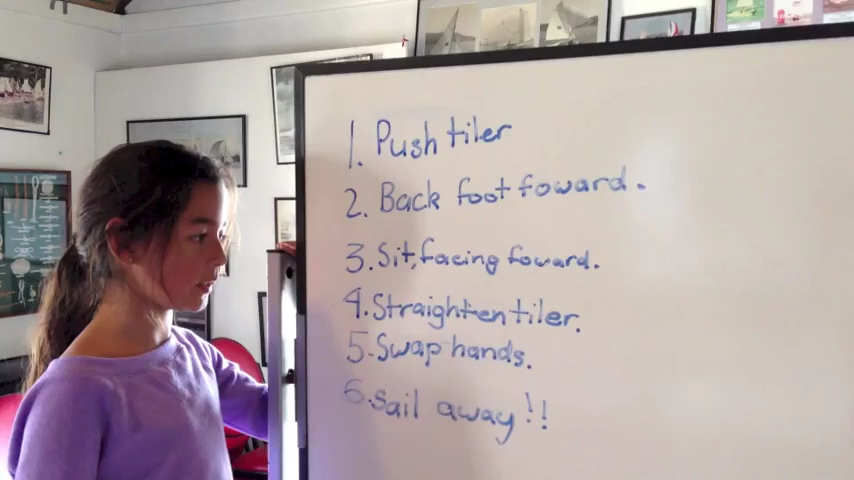 1. Push tiler
2. Back foot foward.
3. Sit, facing foward.
4. Straighten tiler.
5. Swap hands.
6. Sail away!!